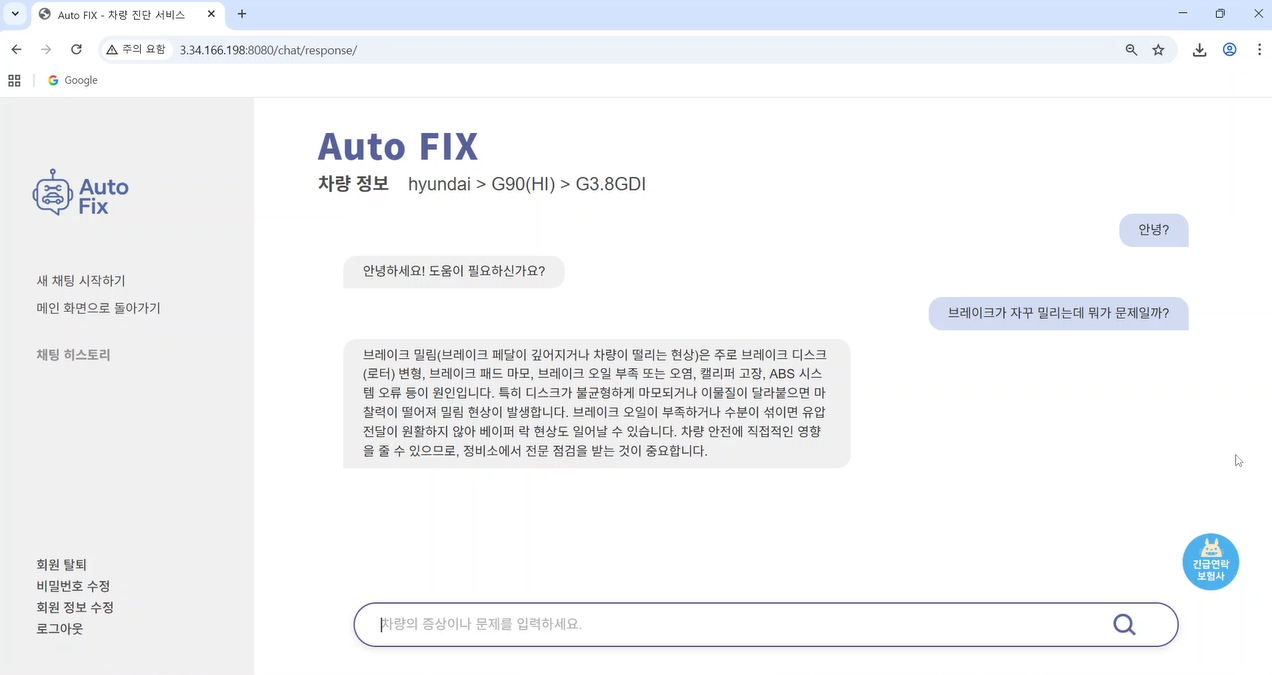 Auto FIX - 차량 진단 서비스
주의 요함
3.34.166.198:8080/chat/response/
Google
Auto
Fix
새 채팅 시작하기
메인 화면으로 돌아가기
채팅 히스토리
회원 탈퇴
비밀번호 수정
회원 정보 수정
로그아웃
Auto FIX
차량 정보 hyundai > G90(HI) > G3.8GDI
안녕?
안녕하세요! 도움이 필요하신가요?
브레이크가 자꾸 밀리는데 뭐가 문제일까?
브레이크 밀림(브레이크 페달이 깊어지거나 차량이 떨리는 현상)은 주로 브레이크 디스크
(로터) 변형, 브레이크 패드 마모, 브레이크 오일 부족 또는 오염, 캘리퍼 고장, ABS 시스
템 오류 등이 원인입니다. 특히 디스크가 불균형하게 마모되거나 이물질이 달라붙으면 마
찰력이 떨어져 밀림 현상이 발생합니다. 브레이크 오일이 부족하거나 수분이 섞이면 유압
전달이 원활하지 않아 베이퍼 락 현상도 일어날 수 있습니다. 차량 안전에 직접적인 영향
을 줄 수 있으므로, 정비소에서 전문 점검을 받는 것이 중요합니다.
긴급연락
보험사
차량의 증상이나 문제를 입력하세요.